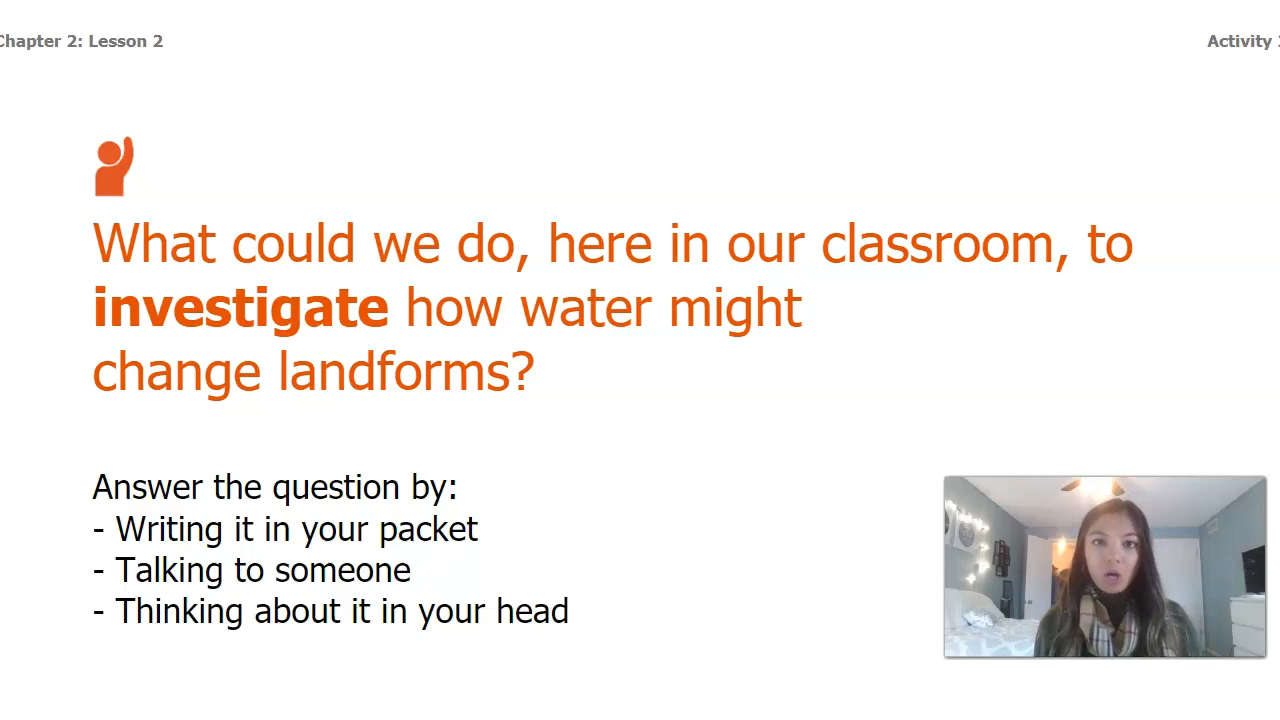 Chapter 2: Lesson 2
Activity
What could we do, here in our classroom, to
investigate how water might
change landforms?
Answer the question by:
- Writing it in your packet
- Talking to someone
- Thinking about it in your head